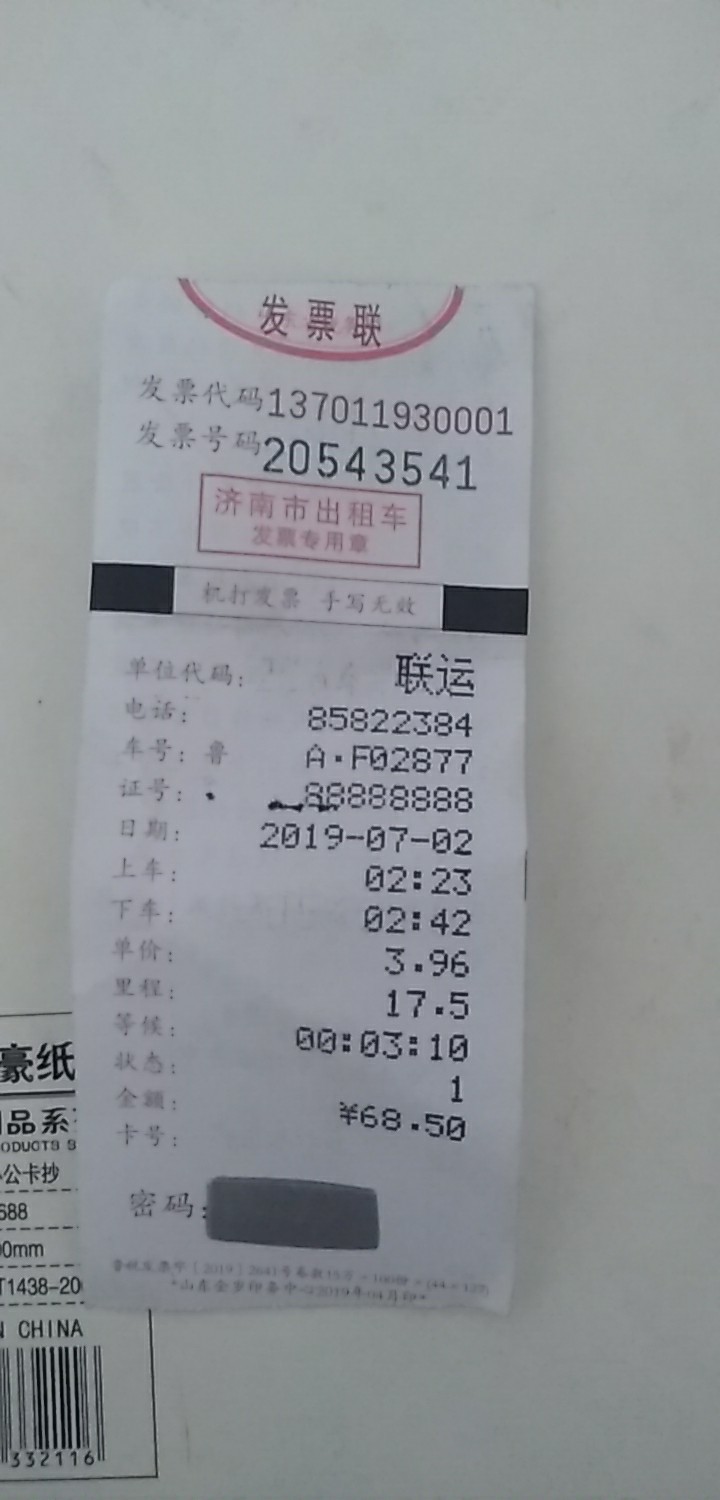 发票联
发票代码137011930001
发票号码20543541
济南市出租车
发票专用章
机打发票 手写无效
单位代码: 联运
电话: 85822384
车号: 鲁 A·F02877
证号: 88888888
日期: 2019-07-02
上车: 02:23
下车: 02:42
单价: 3.96
里程: 17.5
等候: 00:03:10
状态: 1
金额: ¥68.50
卡号:
密码:
豪纸
品系
ODUCTS S
公卡抄
688
00mm
T1438-20
N CHINA
332116